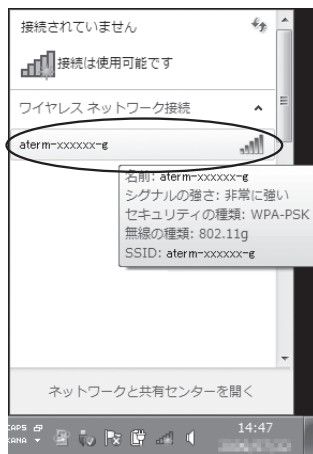 接続されていません
接続は使用可能です
ワイヤレス ネットワーク接続
aterm-xxxxxx-g
名前: aterm-xxxxxx-g
シグナルの強さ: 非常に強い
セキュリティの種類: WPA-PSK
無線の種類: 802.11g
SSID: aterm-xxxxxx-g
ネットワークと共有センターを開く
CAPS
KANA
14:47